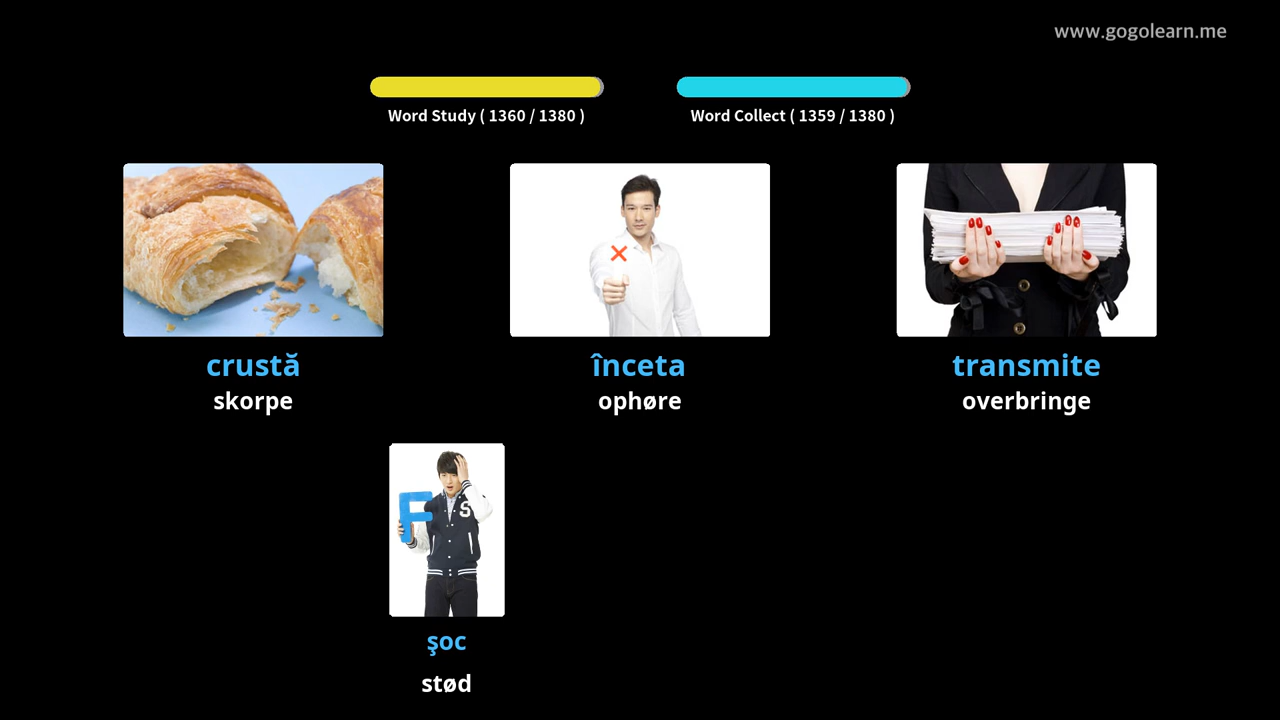 www.gogolearn.me
Word Study ( 1360 / 1380 )
Word Collect ( 1359 / 1380 )
crustă
înceta
transmite
skorpe
ophøre
overbringe
F
S
şoc
stød